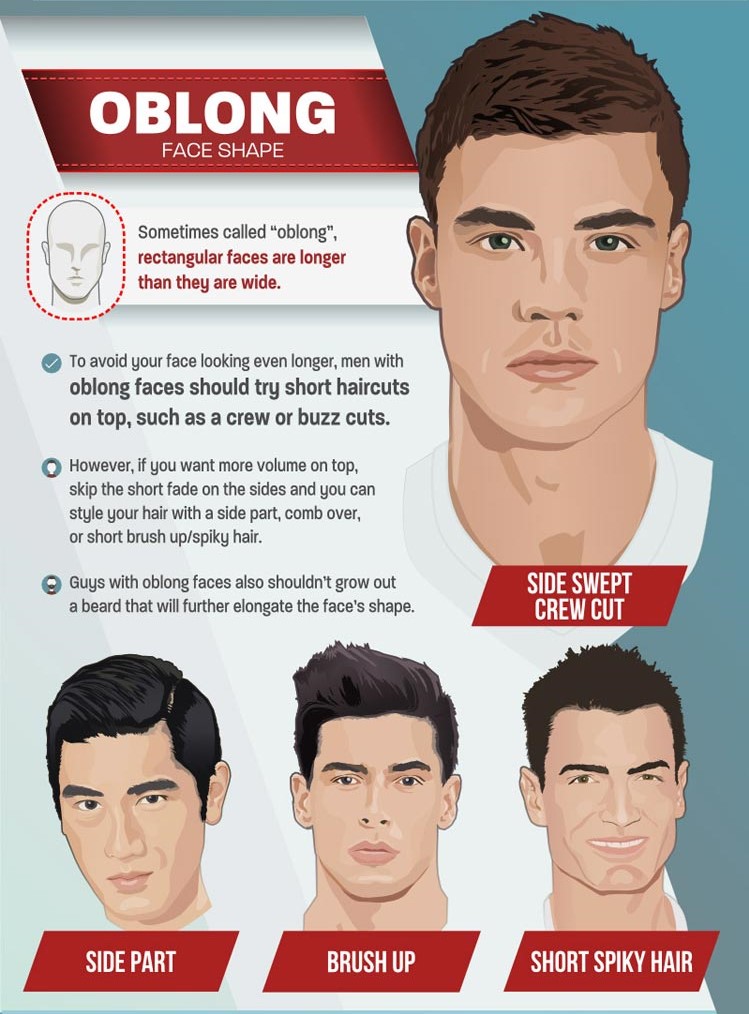 OBLONG
FACE SHAPE
Sometimes called “oblong”,
rectangular faces are longer
than they are wide.
To avoid your face looking even longer, men with
oblong faces should try short haircuts
on top, such as a crew or buzz cuts.
However, if you want more volume on top,
skip the short fade on the sides and you can
style your hair with a side part, comb over,
or short brush up/spiky hair.
Guys with oblong faces also shouldn’t grow out
a beard that will further elongate the face’s shape.
SIDE SWEPT
CREW CUT
SIDE PART
BRUSH UP
SHORT SPIKY HAIR